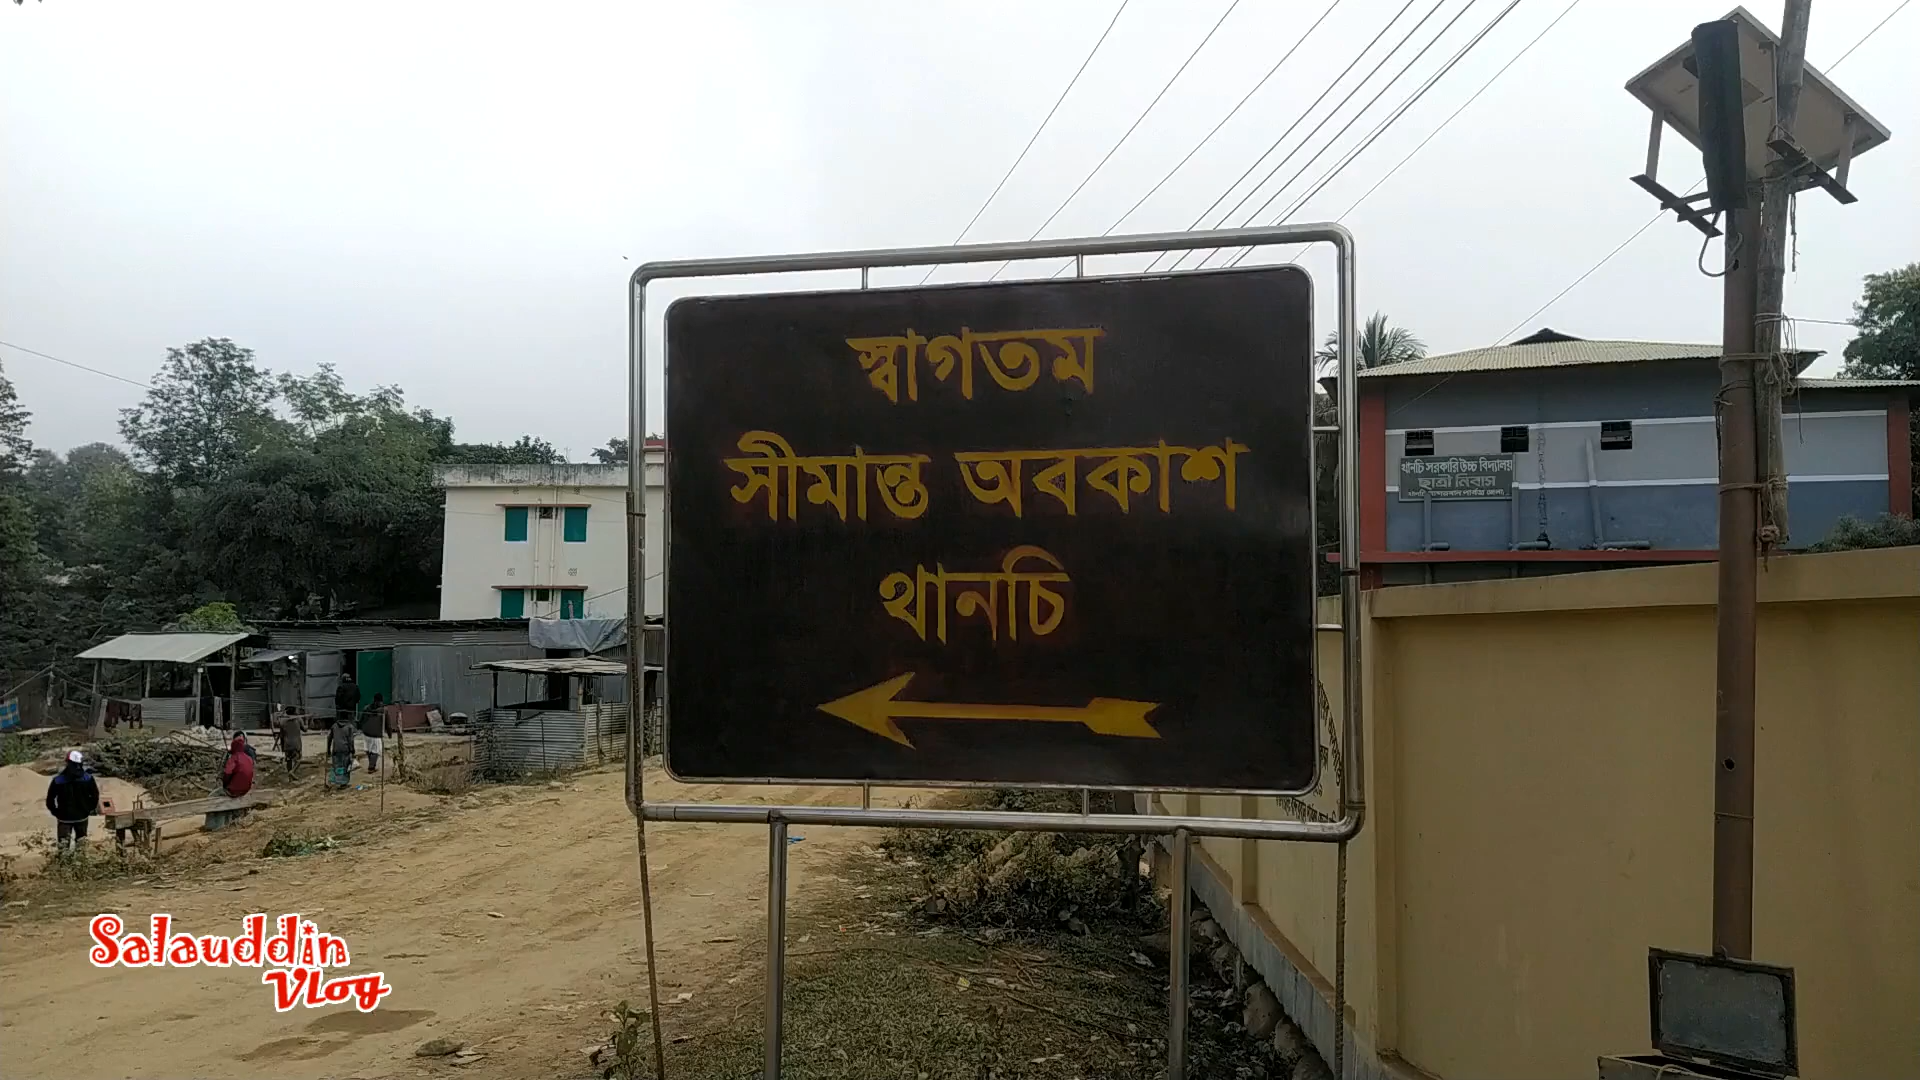 স্বাগতম
সীমান্ত অবকাশ
থানচি
থানচি সরকারি উচ্চ বিদ্যালয়
ছাত্রী নিবাস
Salauddin
Vlog